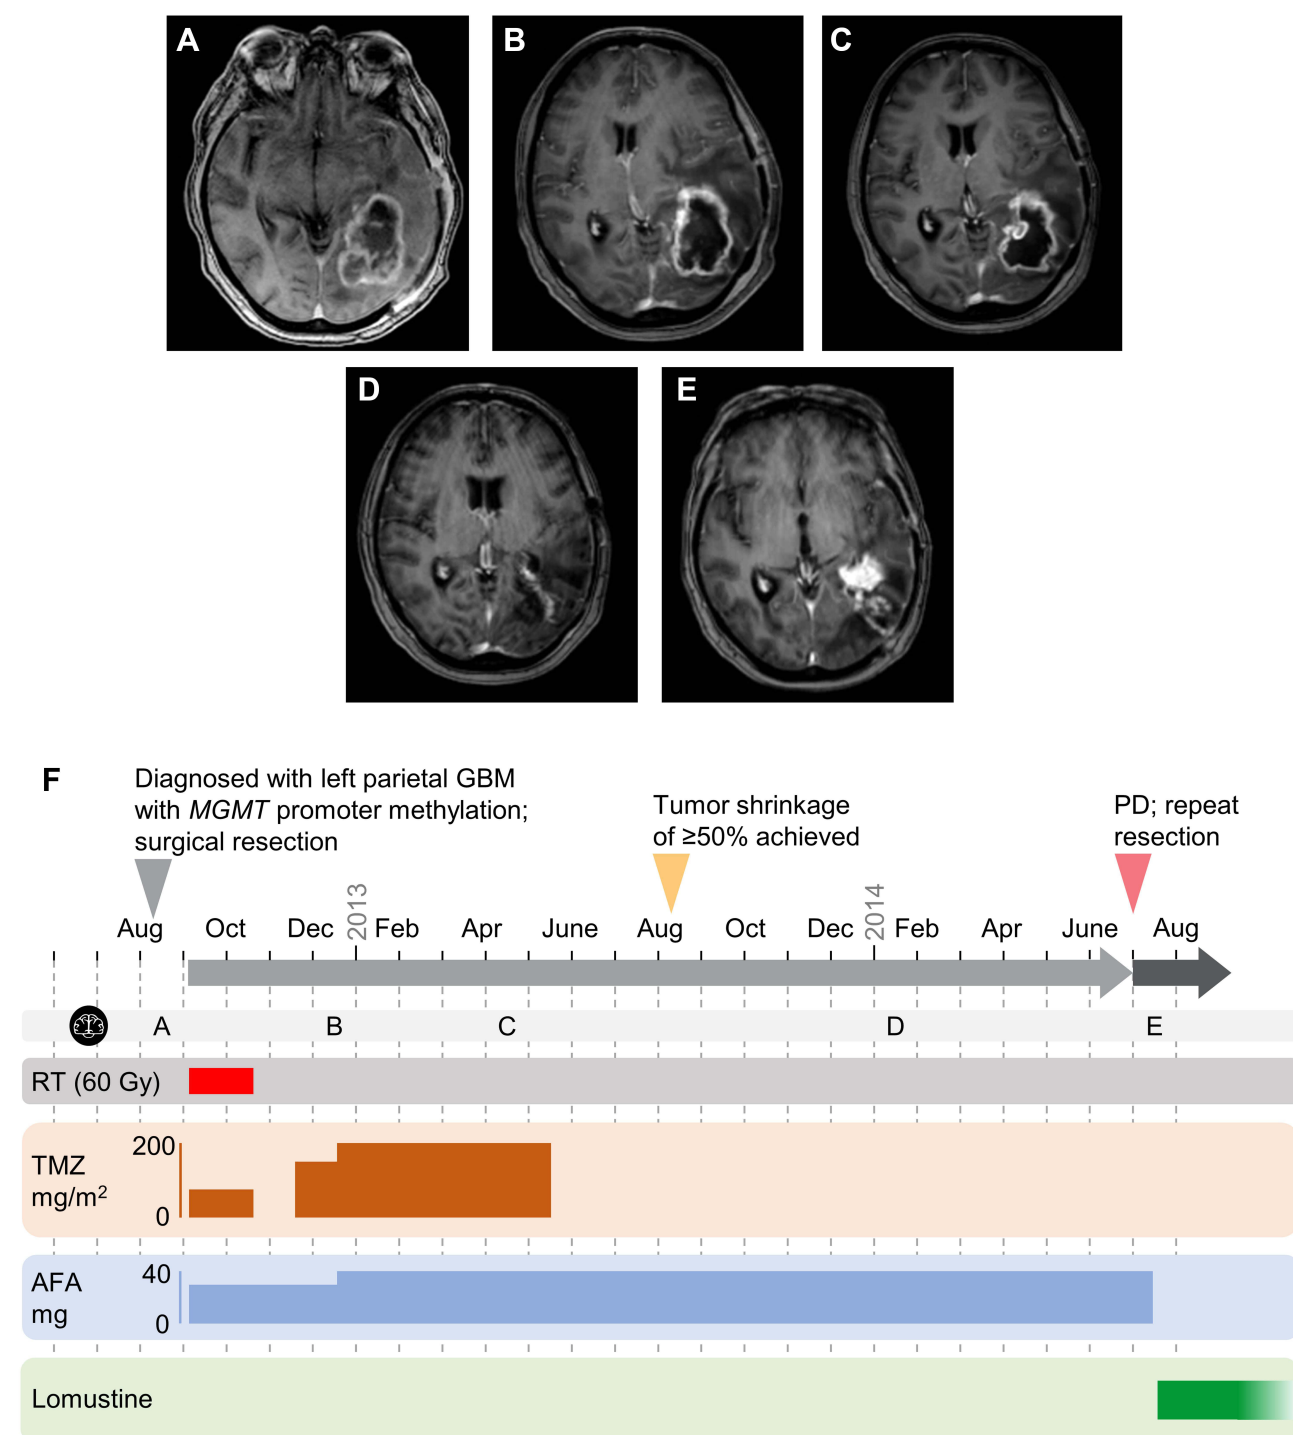 A
B
C
D
E
F
Diagnosed with left parietal GBM
with MGMT promoter methylation;
surgical resection
Tumor shrinkage
of ≥50% achieved
PD; repeat
resection
Aug Oct Dec 2013 Feb Apr June Aug Oct Dec 2014 Feb Apr June Aug
A B C D E
RT (60 Gy)
TMZ
mg/m²
200
0
AFA
mg
40
0
Lomustine